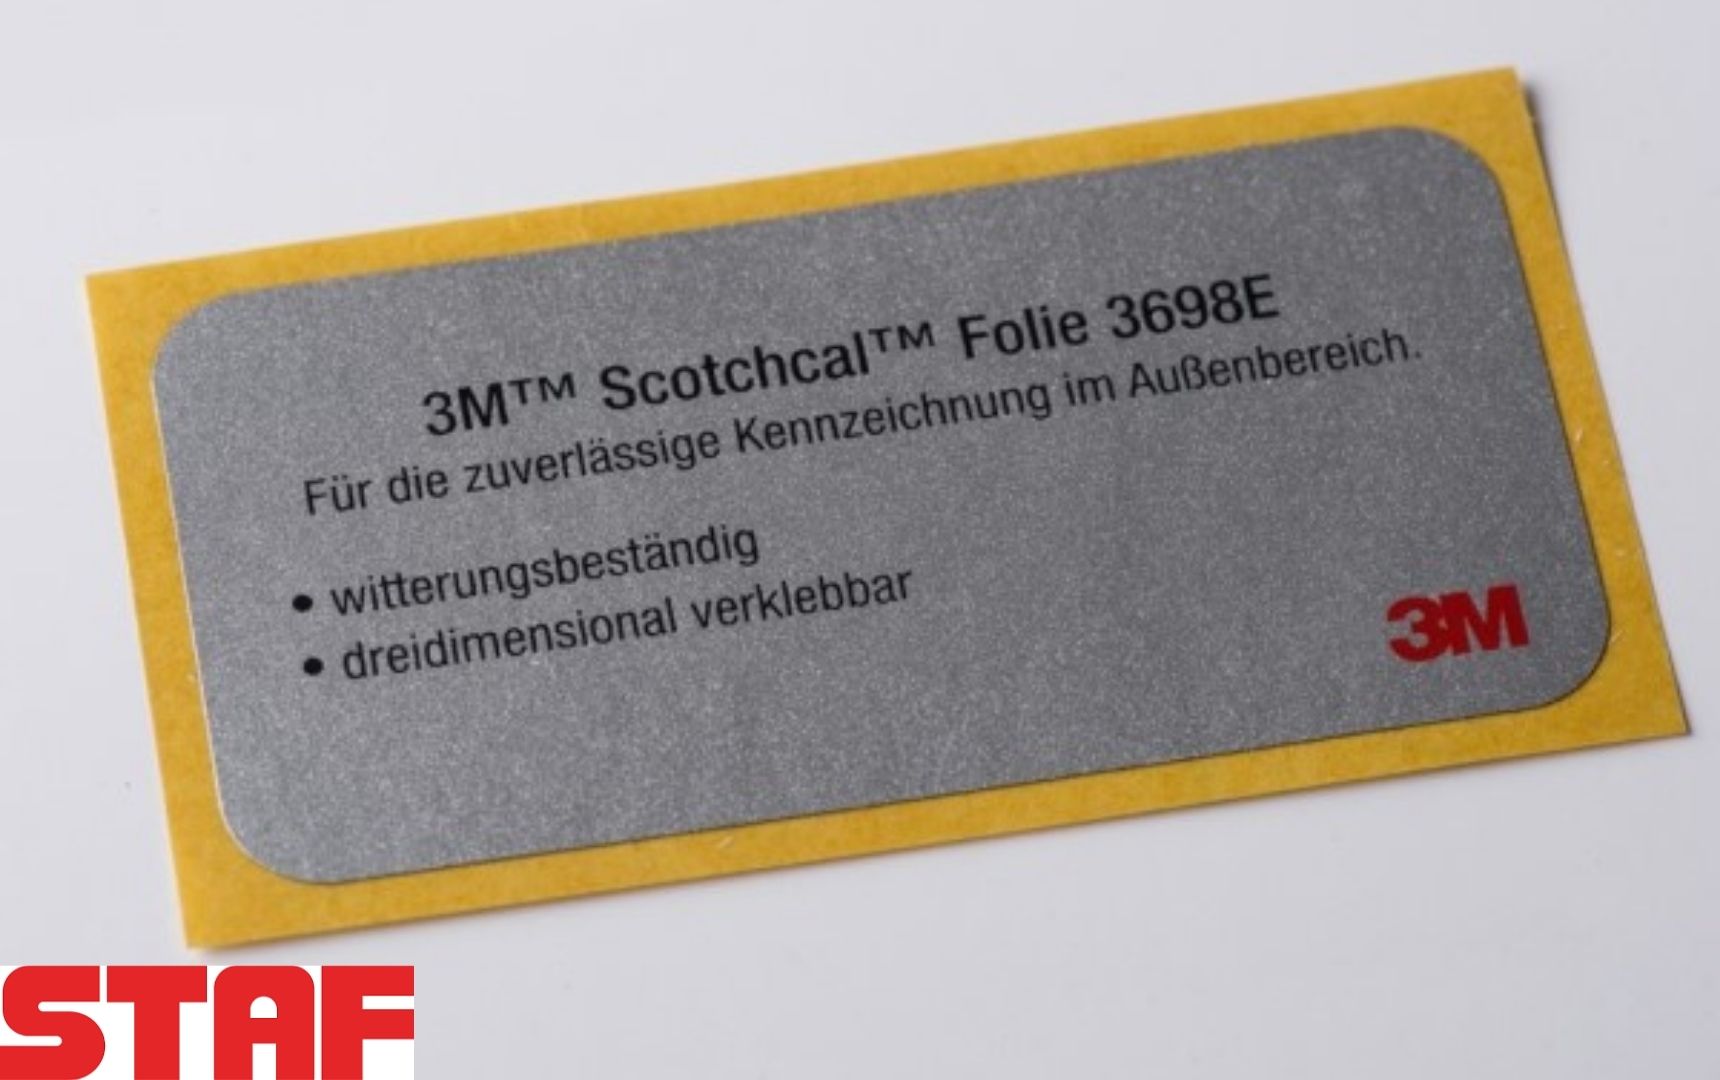 3M™ Scotchcal™ Folie 3698E
Für die zuverlässige Kennzeichnung im Außenbereich.
• witterungsbeständig
• dreidimensional verklebbar
3M
STAF